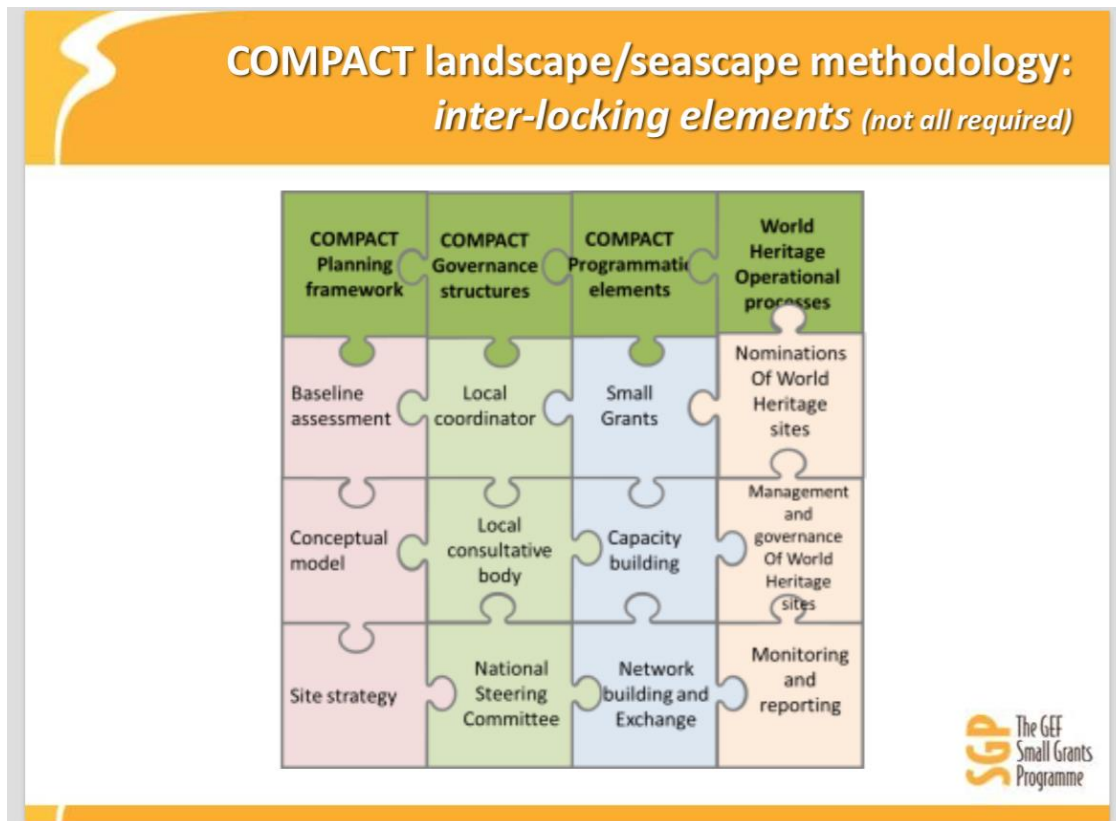 COMPACT landscape/seascape methodology:
inter-locking elements (not all required)
COMPACT
Planning
framework
COMPACT
Governance
structures
COMPACT
Programmatic
elements
World
Heritage
Operational
processes
Baseline
assessment
Local
coordinator
Small
Grants
Nominations
Of World
Heritage
sites
Conceptual
model
Local
consultative
body
Capacity
building
Management
and
governance
Of World
Heritage
sites
Site strategy
National
Steering
Committee
Network
building and
Exchange
Monitoring
and
reporting
SGP
The GEF
Small Grants
Programme